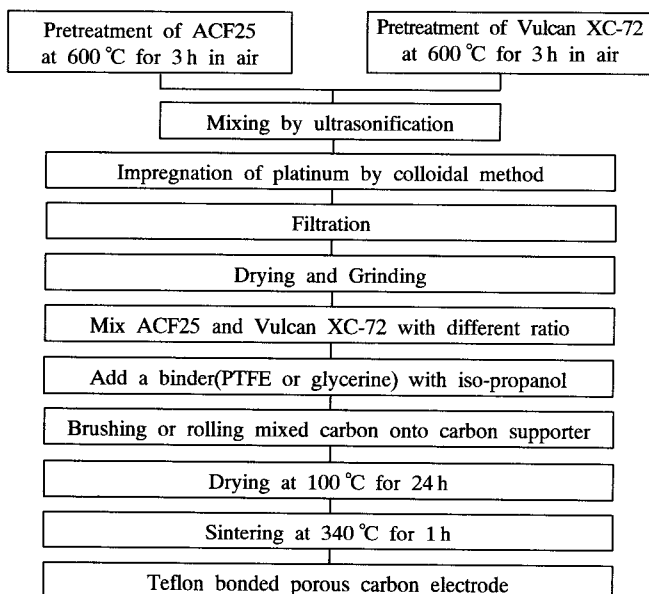 Pretreatment of ACF25
at 600 ℃ for 3 h in air
Pretreatment of Vulcan XC-72
at 600 ℃ for 3 h in air
Mixing by ultrasonification
Impregnation of platinum by colloidal method
Filtration
Drying and Grinding
Mix ACF25 and Vulcan XC-72 with different ratio
Add a binder(PTFE or glycerine) with iso-propanol
Brushing or rolling mixed carbon onto carbon supporter
Drying at 100 ℃ for 24 h
Sintering at 340 ℃ for 1 h
Teflon bonded porous carbon electrode